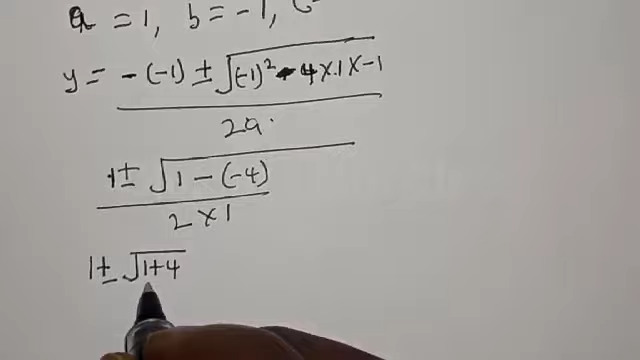 a = 1, b = -1, C
y = -(-1) ± √(-1)² - 4 × 1 × -1
2a
1 ± √1 - (-4)
2 × 1
1 ± √1+4